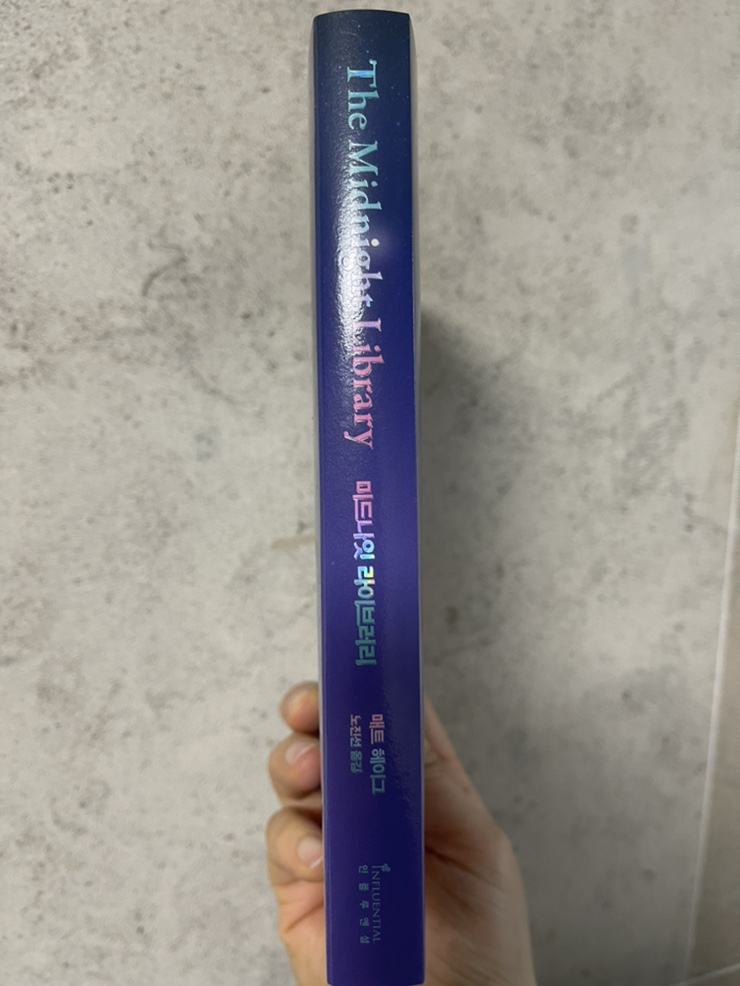 The Midnight Library
미드나잇 라이브러리
매트 헤이그
노진선 옮김
INFLUENTIAL
인플루엔셜